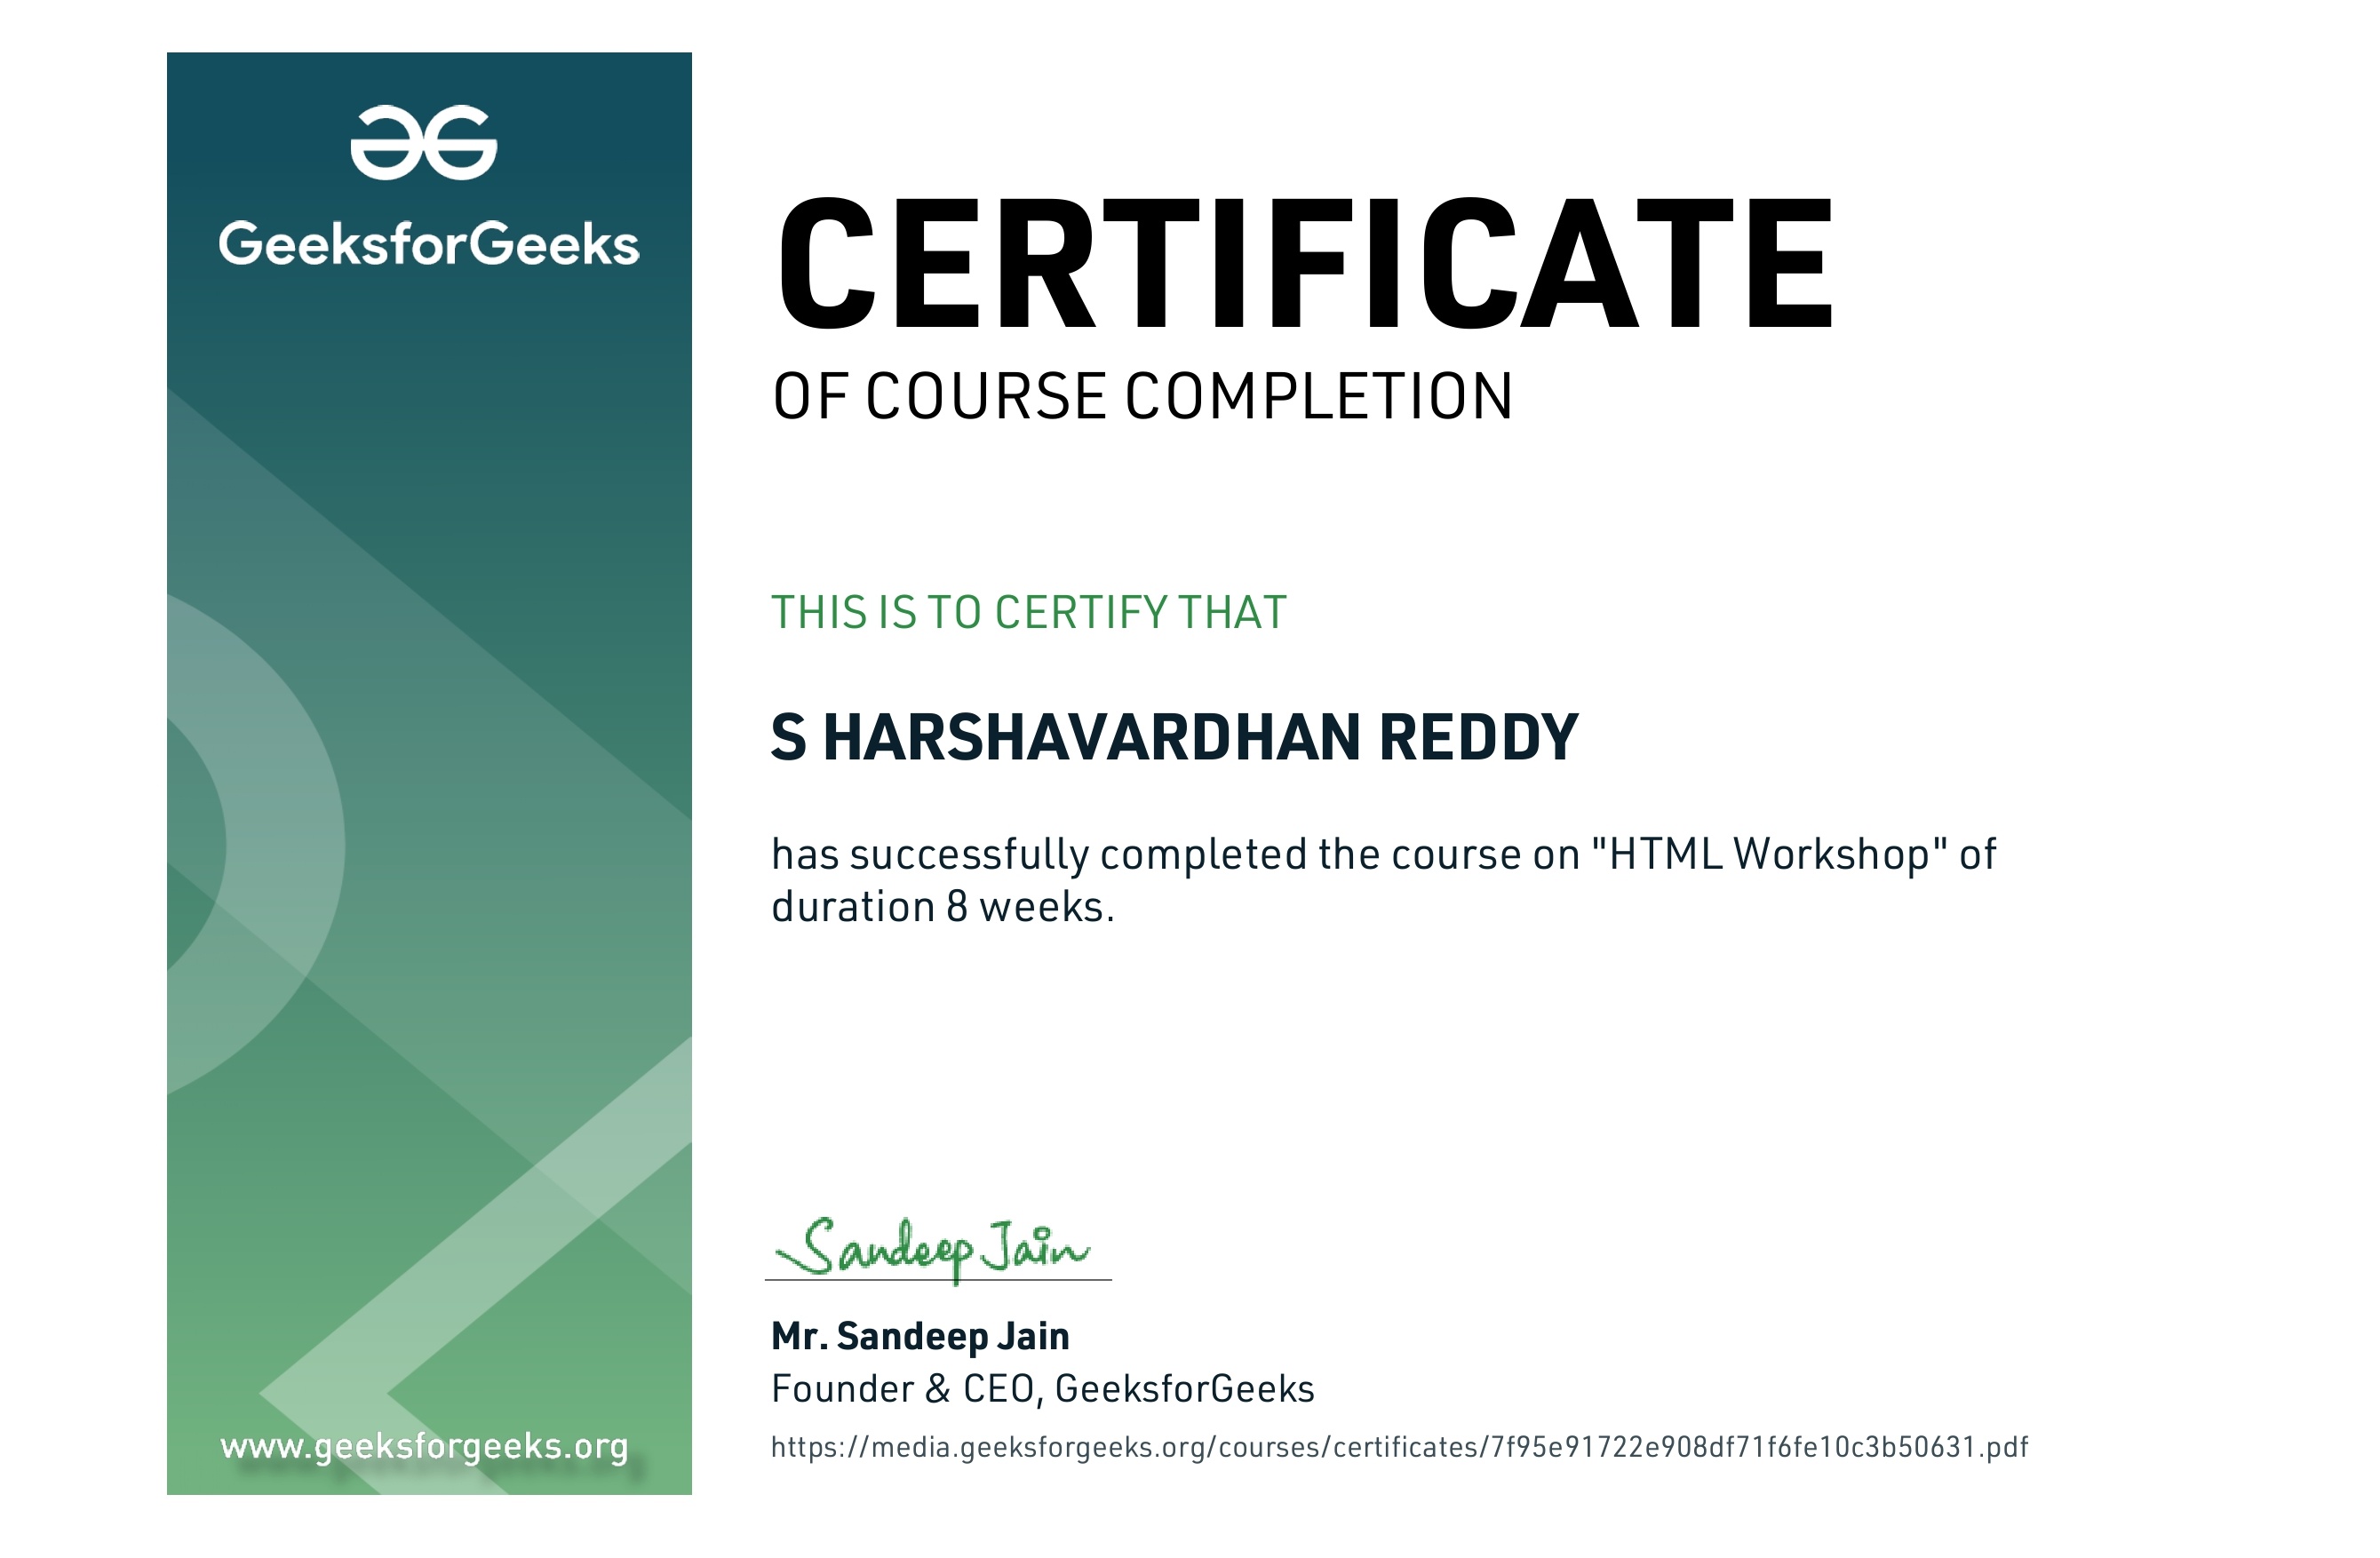 GeeksforGeeks
www.geeksforgeeks.org
CERTIFICATE
OF COURSE COMPLETION
THIS IS TO CERTIFY THAT
S HARSHAVARDHAN REDDY
has successfully completed the course on "HTML Workshop" of
duration 8 weeks.
Sandeep Jain
Mr. Sandeep Jain
Founder & CEO, GeeksforGeeks
https://media.geeksforgeeks.org/courses/certificates/7f95e91722e908df71f6fe10c3b50631.pdf